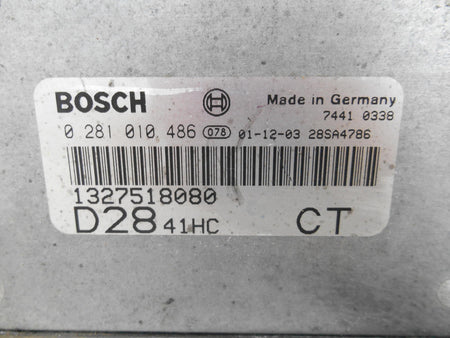 BOSCH Made in Germany
7441 0338
0 281 010 486 078 01-12-03 28SA4786
1327518080
D28 41HC CT